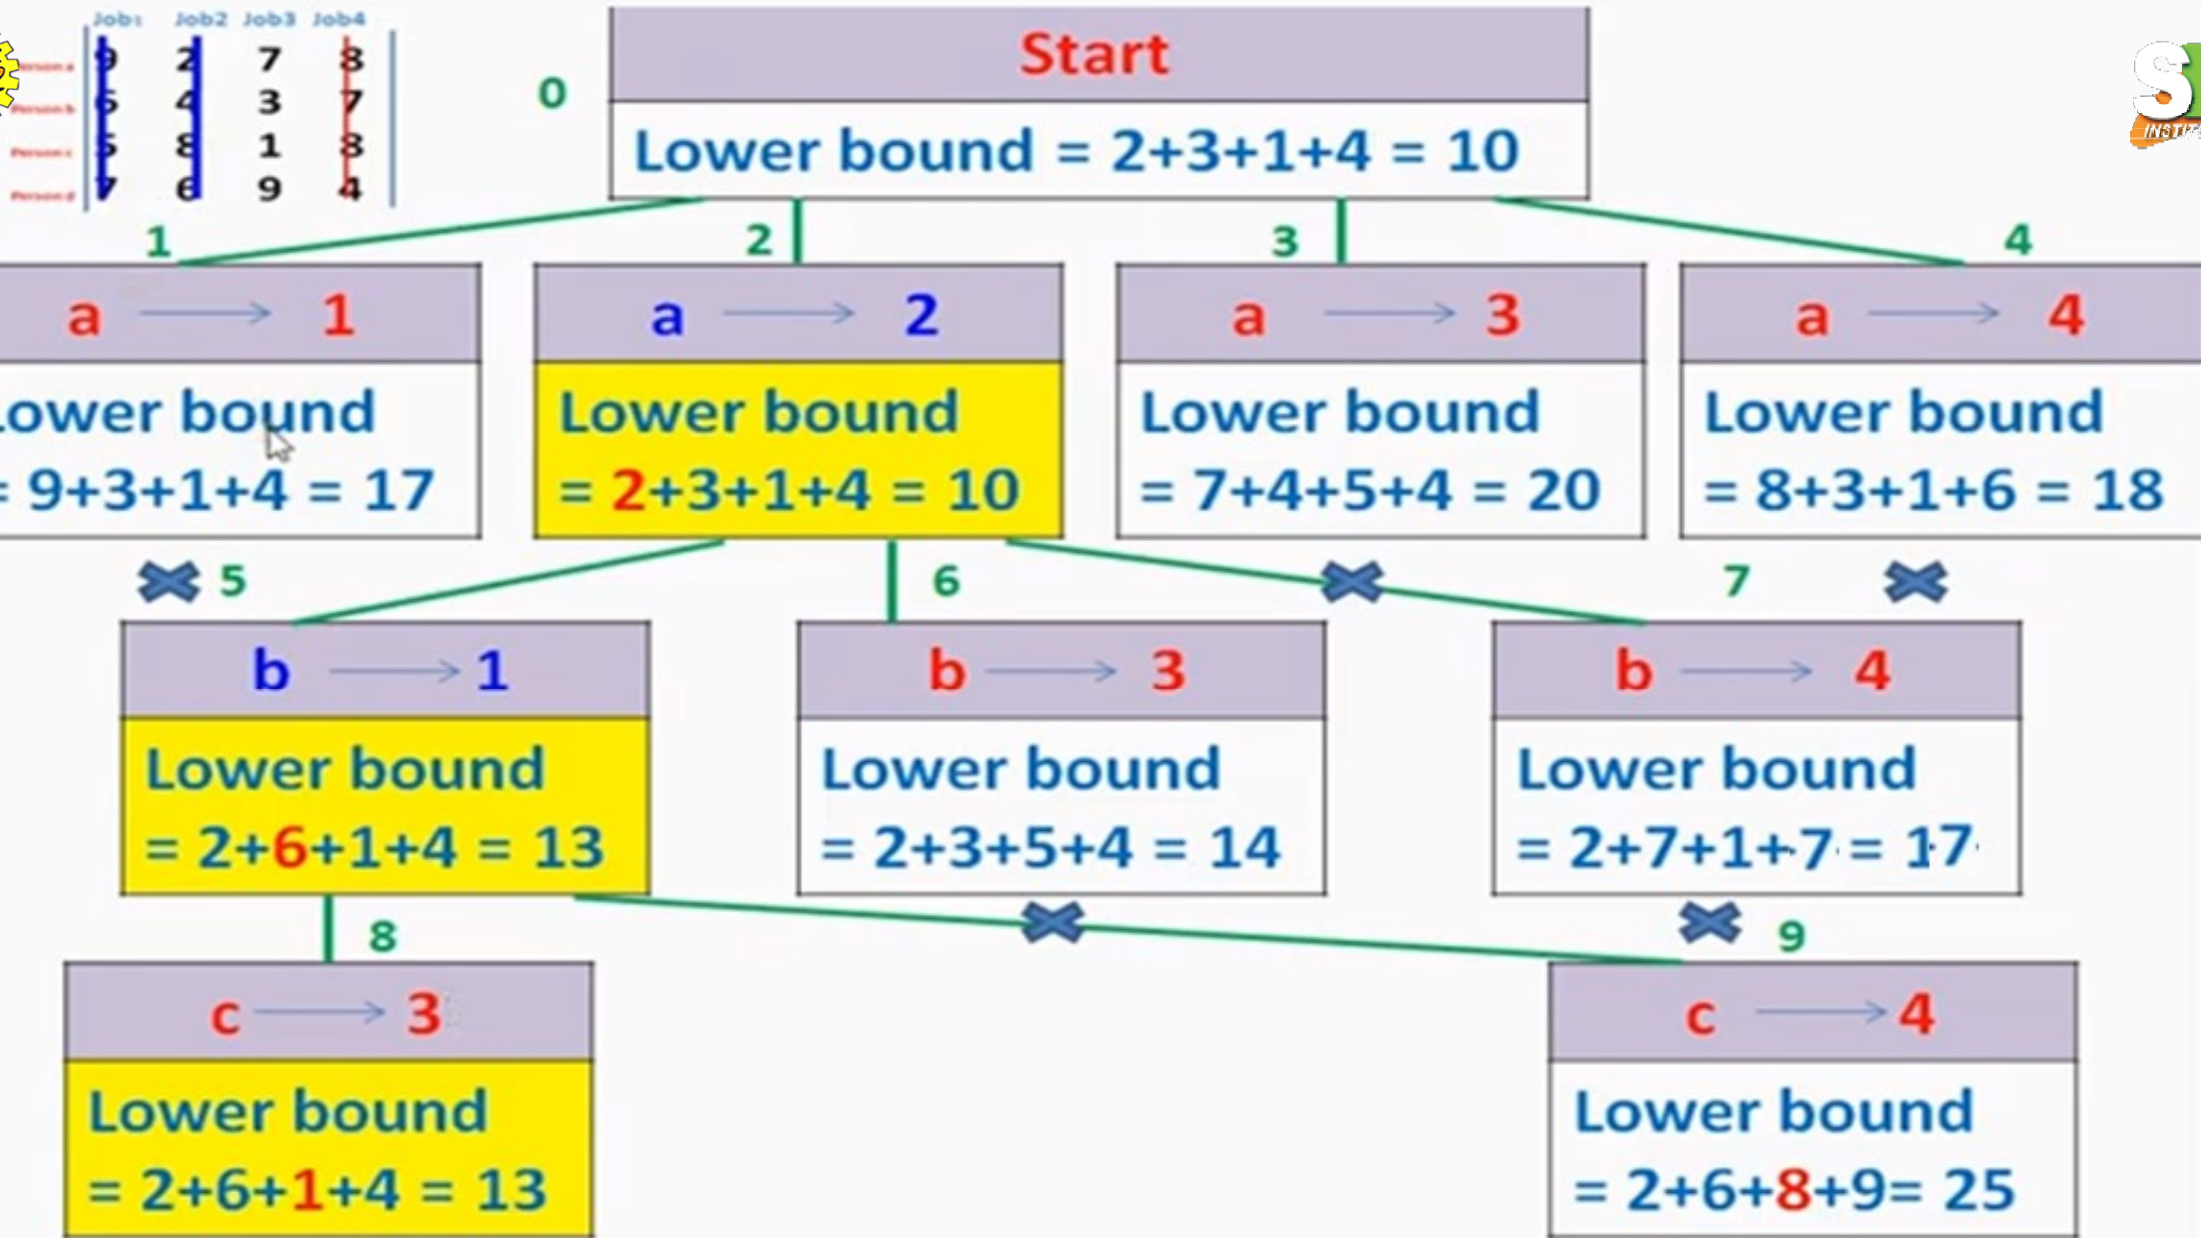 Job1 Job2 Job3 Job4
Person a 9 2 7 8
Person b 6 4 3 7
Person c 5 8 1 8
Person d 7 6 9 4
0
Start
Lower bound = 2+3+1+4 = 10
INSTIT
1 2 3 4
a 1
Lower bound
= 9+3+1+4 = 17
a 2
Lower bound
= 2+3+1+4 = 10
a 3
Lower bound
= 7+4+5+4 = 20
a 4
Lower bound
= 8+3+1+6 = 18
5 6 7
b 1
Lower bound
= 2+6+1+4 = 13
b 3
Lower bound
= 2+3+5+4 = 14
b 4
Lower bound
= 2+7+1+7 = 17
8 9
c 3
Lower bound
= 2+6+1+4 = 13
c 4
Lower bound
= 2+6+8+9= 25